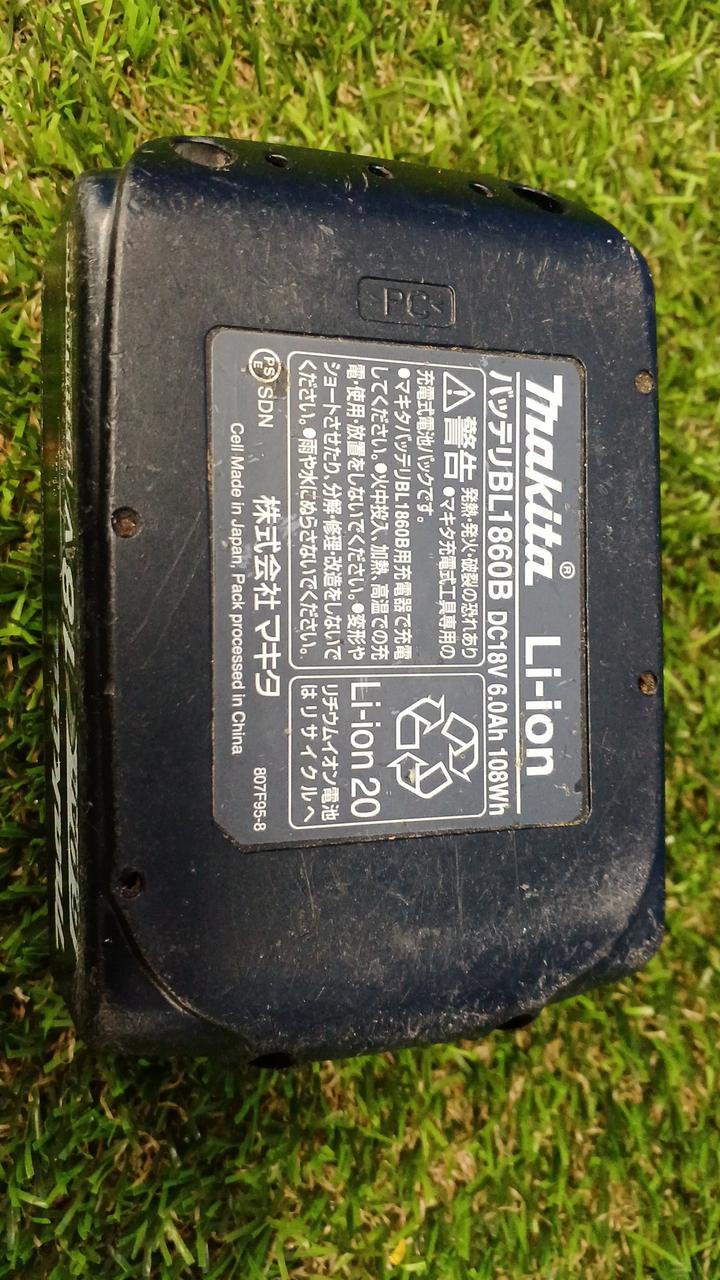 >PC<
Makita® Li-ion
バッテリBL1860B DC18V 6.0Ah 108Wh
警告 発熱・発火・破裂の恐れあり
●マキタ充電式工具専用の
充電式電池パックです。
●マキタバッテリBL1860B用充電器で充電
してください。●火中投入、加熱、高温での充
電・使用・放置をしないでください。●変形や
ショートさせたり、分解・修理・改造をしないで
ください。●雨や水にぬらさないでください。
Li-ion 20
リチウムイオン電池
はリサイクルへ
PS
E
SDN
株式会社 マキタ
Cell Made in Japan, Pack processed in China
807F95-8